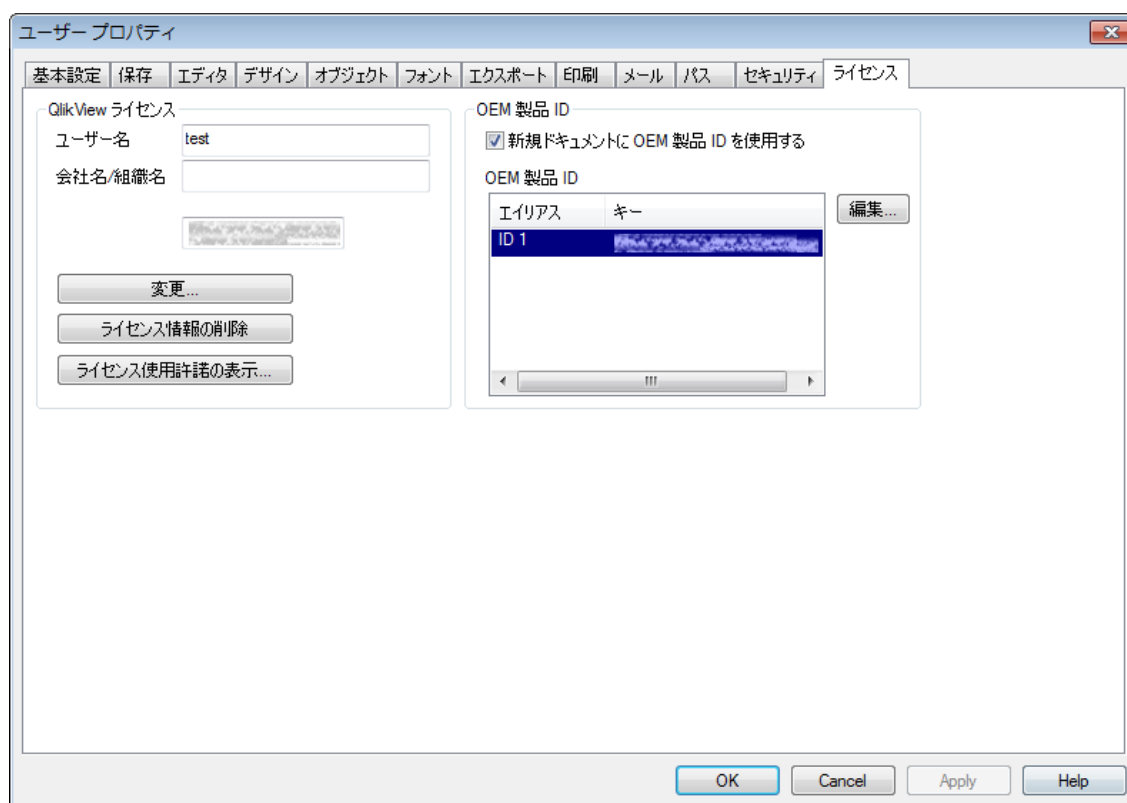 ユーザー プロパティ
基本設定 保存 エディタ デザイン オブジェクト フォント エクスポート 印刷 メール パス セキュリティ ライセンス
QlikView ライセンス
ユーザー名 test
会社名/組織名
変更...
ライセンス情報の削除
ライセンス使用許諾の表示...
OEM 製品 ID
新規ドキュメントに OEM 製品 ID を使用する
OEM 製品 ID
エイリアス キー
ID 1
編集...
OK Cancel Apply Help